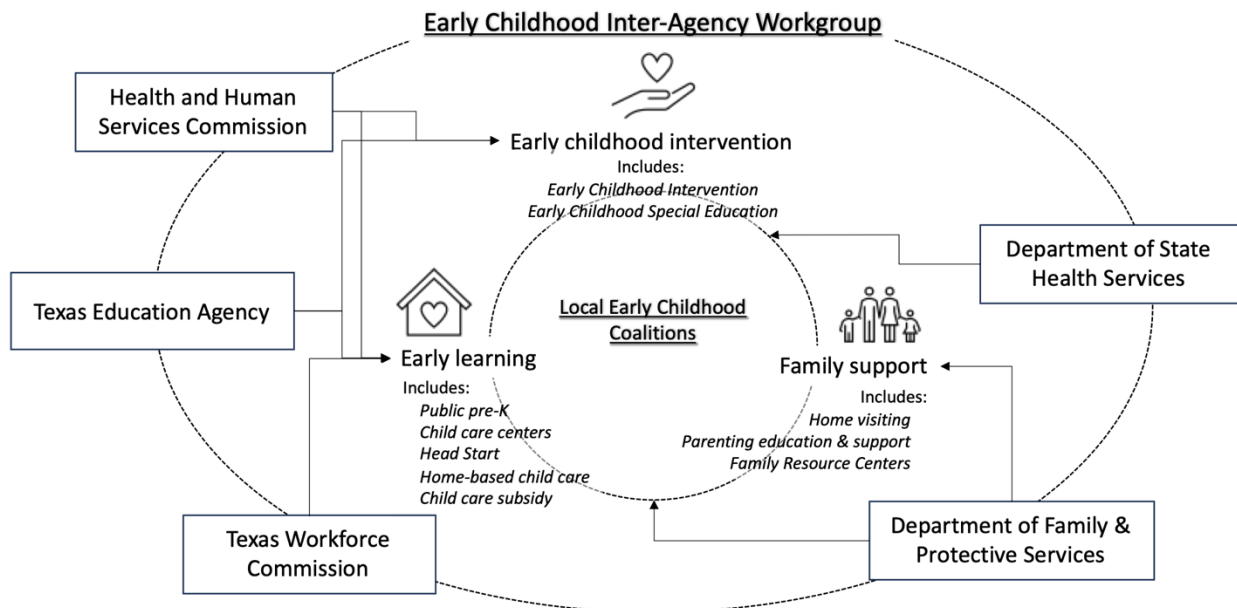 Early Childhood Inter-Agency Workgroup
Health and Human
Services Commission
Early childhood intervention
Includes:
Early Childhood Intervention
Early Childhood Special Education
Department of State
Health Services
Texas Education Agency
Local Early Childhood
Coalitions
Early learning
Includes:
Public pre-K
Child care centers
Head Start
Home-based child care
Child care subsidy
Family support
Includes:
Home visiting
Parenting education & support
Family Resource Centers
Texas Workforce
Commission
Department of Family &
Protective Services